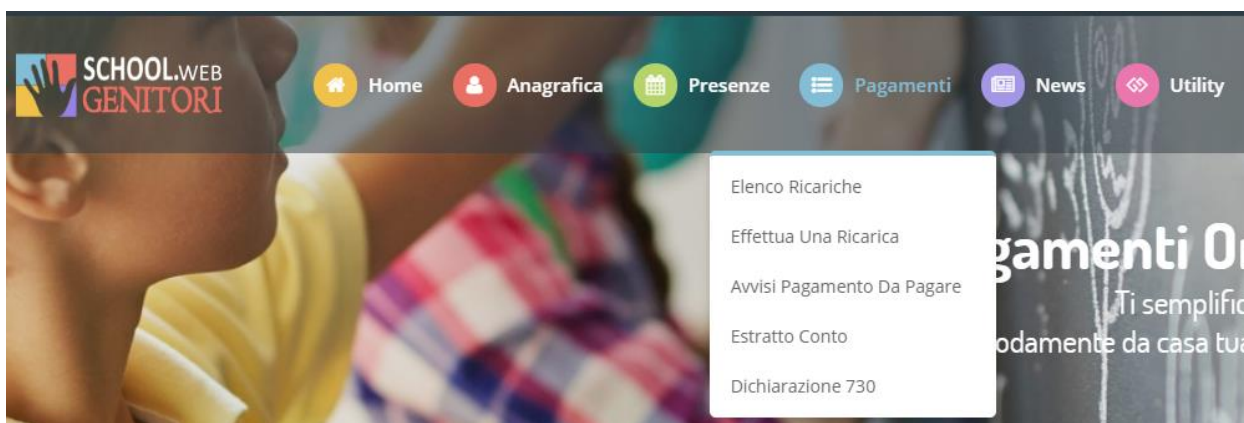 SCHOOL.WEB
GENITORI
Home
Anagrafica
Presenze
Pagamenti
News
Utility
Elenco Ricariche
Effettua Una Ricarica
Avvisi Pagamento Da Pagare
Estratto Conto
Dichiarazione 730
gamenti O
Ti semplific
odamente da casa tua